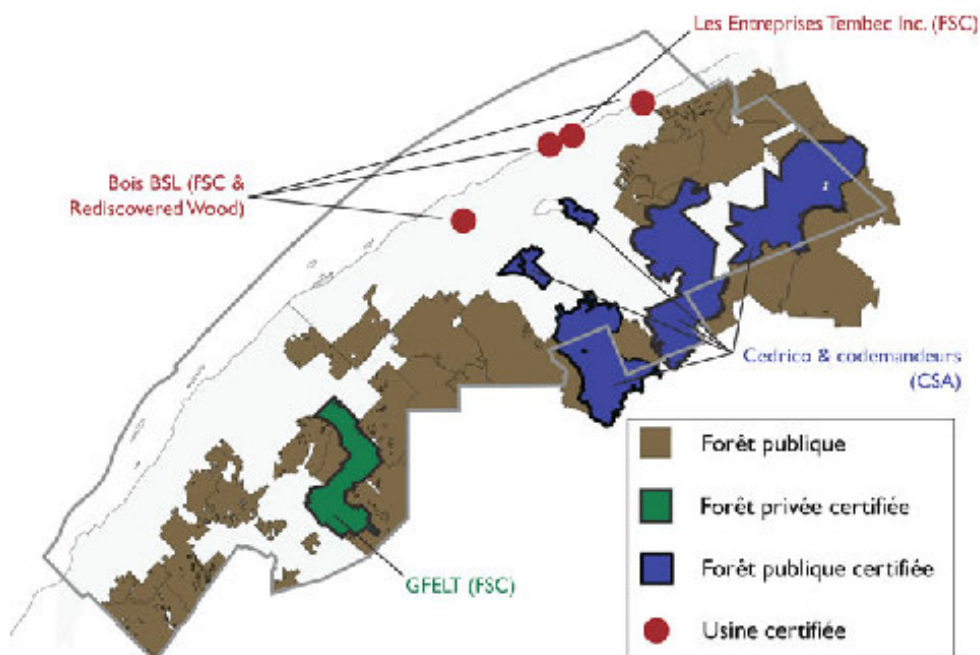 Les Entreprises Tembec Inc. (FSC)
Bois BSL (FSC &
Rediscovered Wood)
Cedrico & codemandeurs
(CSA)
GFELT (FSC)
Forêt publique
Forêt privée certifiée
Forêt publique certifiée
Usine certifiée